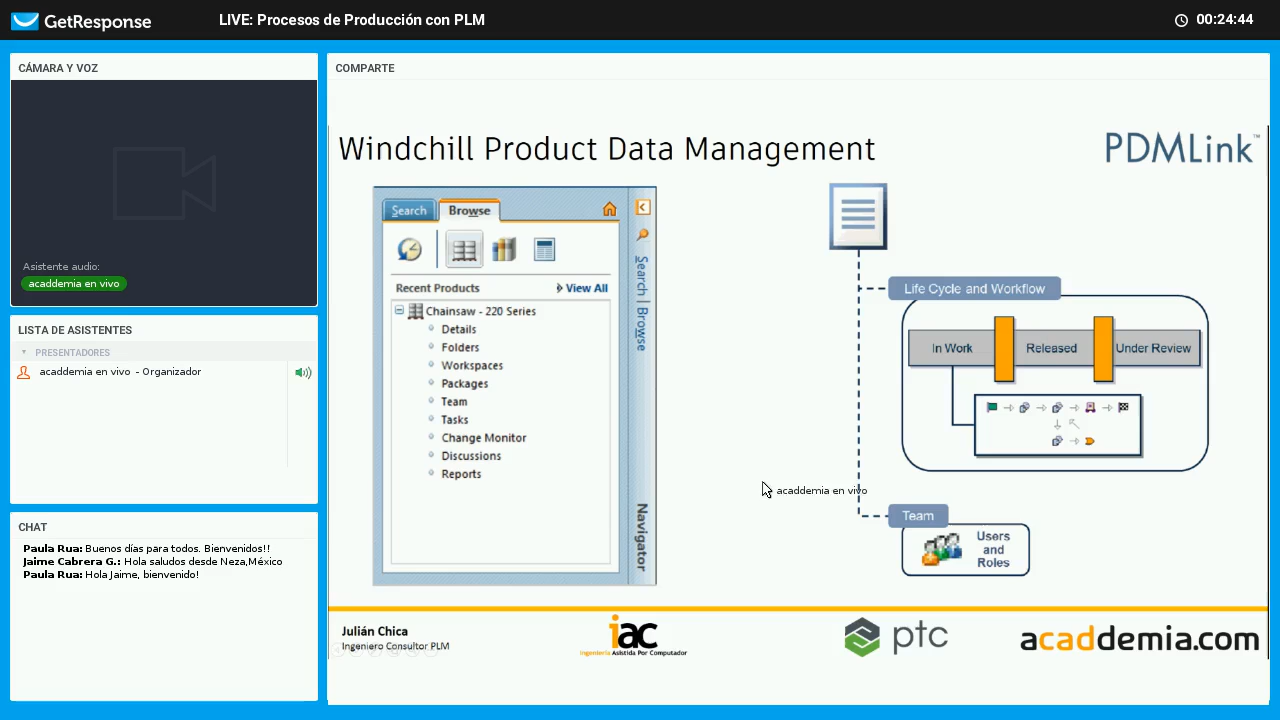 GetResponse
LIVE: Procesos de Producción con PLM
00:24:44
CÁMARA Y VOZ
Asistente audio:
acaddemia en vivo
LISTA DE ASISTENTES
PRESENTADORES
acaddemia en vivo - Organizador
CHAT
Paula Rua: Buenos días para todos. Bienvenidos!!
Jaime Cabrera G.: Hola saludos desde Neza,México
Paula Rua: Hola Jaime, bienvenido!
COMPARTE
Windchill Product Data Management
PDMLink™
Search
Browse
Recent Products
View All
Chainsaw - 220 Series
Details
Folders
Workspaces
Packages
Team
Tasks
Change Monitor
Discussions
Reports
Search | Browse
Navigator
Life Cycle and Workflow
In Work
Released
Under Review
acaddemia en vivo
Team
Users
and
Roles
Julián Chica
Ingeniero Consultor PLM
iac
Ingeniería Asistida Por Computador
ptc
acaddemia.com